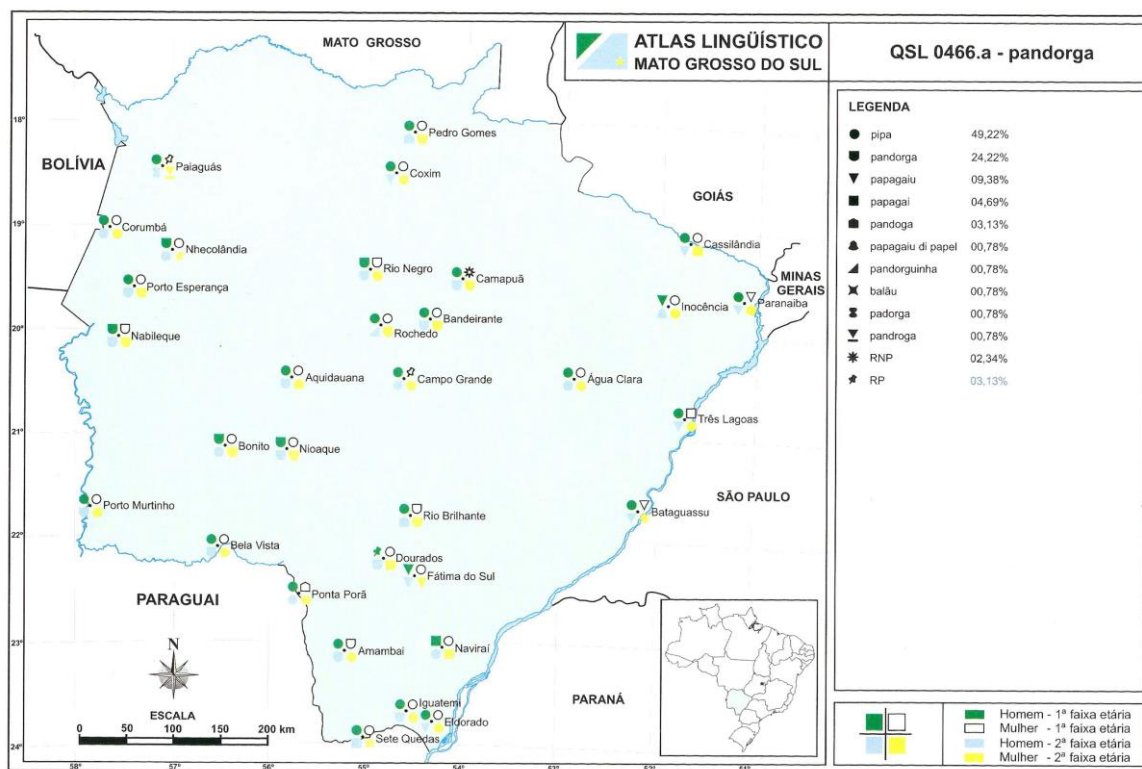 MATO GROSSO
ATLAS LINGÜÍSTICO
MATO GROSSO DO SUL
QSL 0466.a - pandorga
LEGENDA
pipa 49,22%
pandorga 24,22%
papagaiu 09,38%
papagai 04,69%
pandoga 03,13%
papagaiu di papel 00,78%
pandorguinha 00,78%
balãu 00,78%
padorga 00,78%
pandroga 00,78%
RNP 02,34%
RP 03,13%
18°
Pedro Gomes
BOLÍVIA
Paiaguás
Coxim
GOIÁS
19°
Corumbá
Nhecolândia
Cassilândia
Rio Negro
Camapuã
MINAS
GERAIS
Porto Esperança
Inocência
Paranaiba
20°
Nabileque
Bandeirante
Rochedo
Aquidauana
Campo Grande
Água Clara
Três Lagoas
21°
Bonito
Nioaque
SÃO PAULO
Porto Murtinho
Rio Brilhante
Bataguassu
22°
Bela Vista
Dourados
Fátima do Sul
PARAGUAI
Ponta Porã
23°
N
Amambai
Naviraí
PARANÁ
ESCALA
0 50 100 150 200 km
Iguatemi
Eldorado
Sete Quedas
24°
58° 57° 56° 55° 54° 53° 52° 51°
Homem - 1ª faixa etária
Mulher - 1ª faixa etária
Homem - 2ª faixa etária
Mulher - 2ª faixa etária